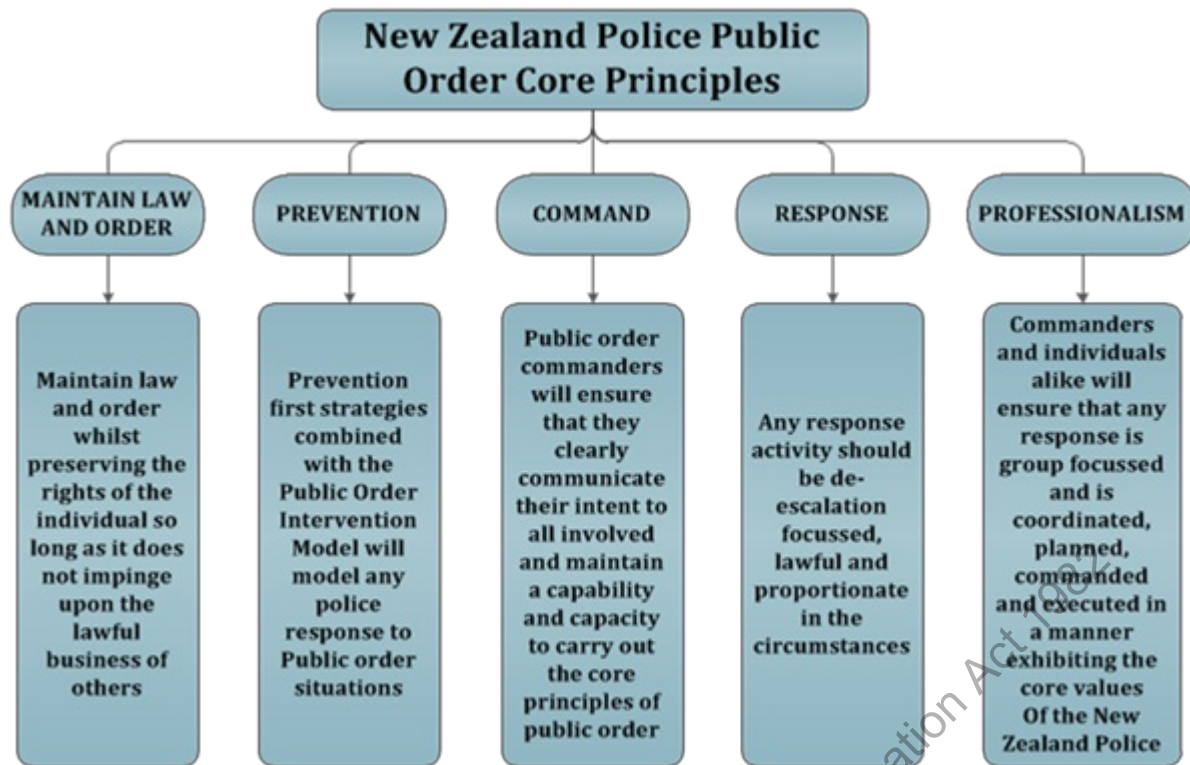 New Zealand Police Public
Order Core Principles
MAINTAIN LAW
AND ORDER
PREVENTION
COMMAND
RESPONSE
PROFESSIONALISM
Maintain law
and order
whilst
preserving the
rights of the
individual so
long as it does
not impinge
upon the
lawful
business of
others
Prevention
first strategies
combined
with the
Public Order
Intervention
Model will
model any
police
response to
Public order
situations
Public order
commanders
will ensure
that they
clearly
communicate
their intent to
all involved
and maintain
a capability
and capacity
to carry out
the core
principles of
public order
Any response
activity should
be de-
escalation
focussed,
lawful and
proportionate
in the
circumstances
Commanders
and individuals
alike will
ensure that any
response is
group focussed
and is
coordinated,
planned,
commanded
and executed in
a manner
exhibiting the
core values
Of the New
Zealand Police
ation Act 1982